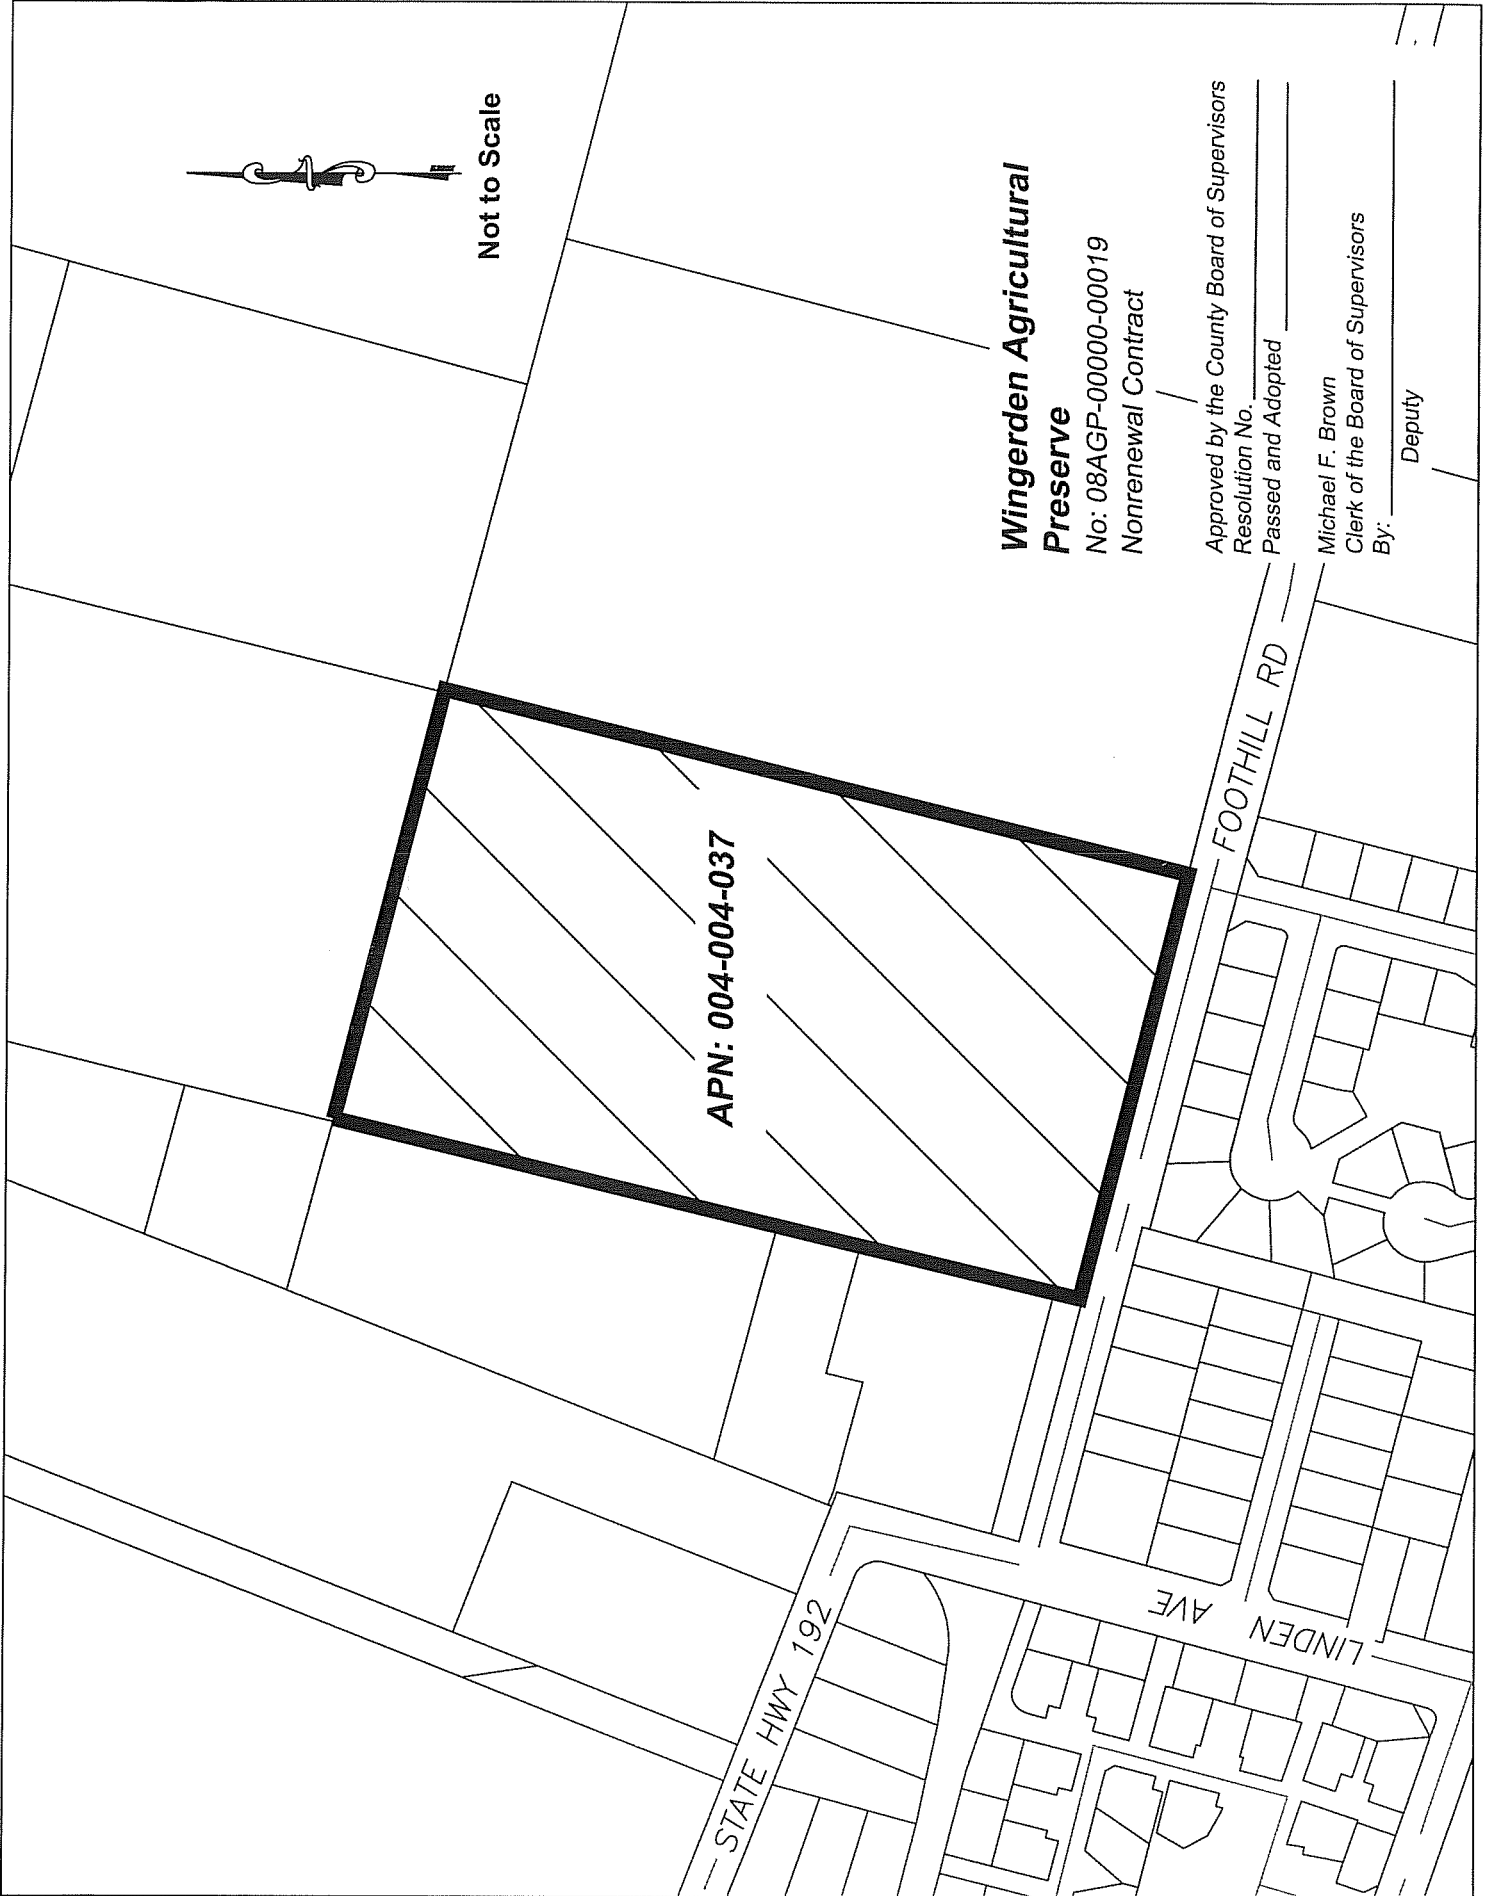 Not to Scale
APN: 004-004-037
STATE HWY 192
LINDEN AVE
FOOTHILL RD
Wingerden Agricultural
Preserve
No: 08AGP-00000-00019
Nonrenewal Contract
Approved by the County Board of Supervisors
Resolution No.
Passed and Adopted
Michael F. Brown
Clerk of the Board of Supervisors
By:
Deputy